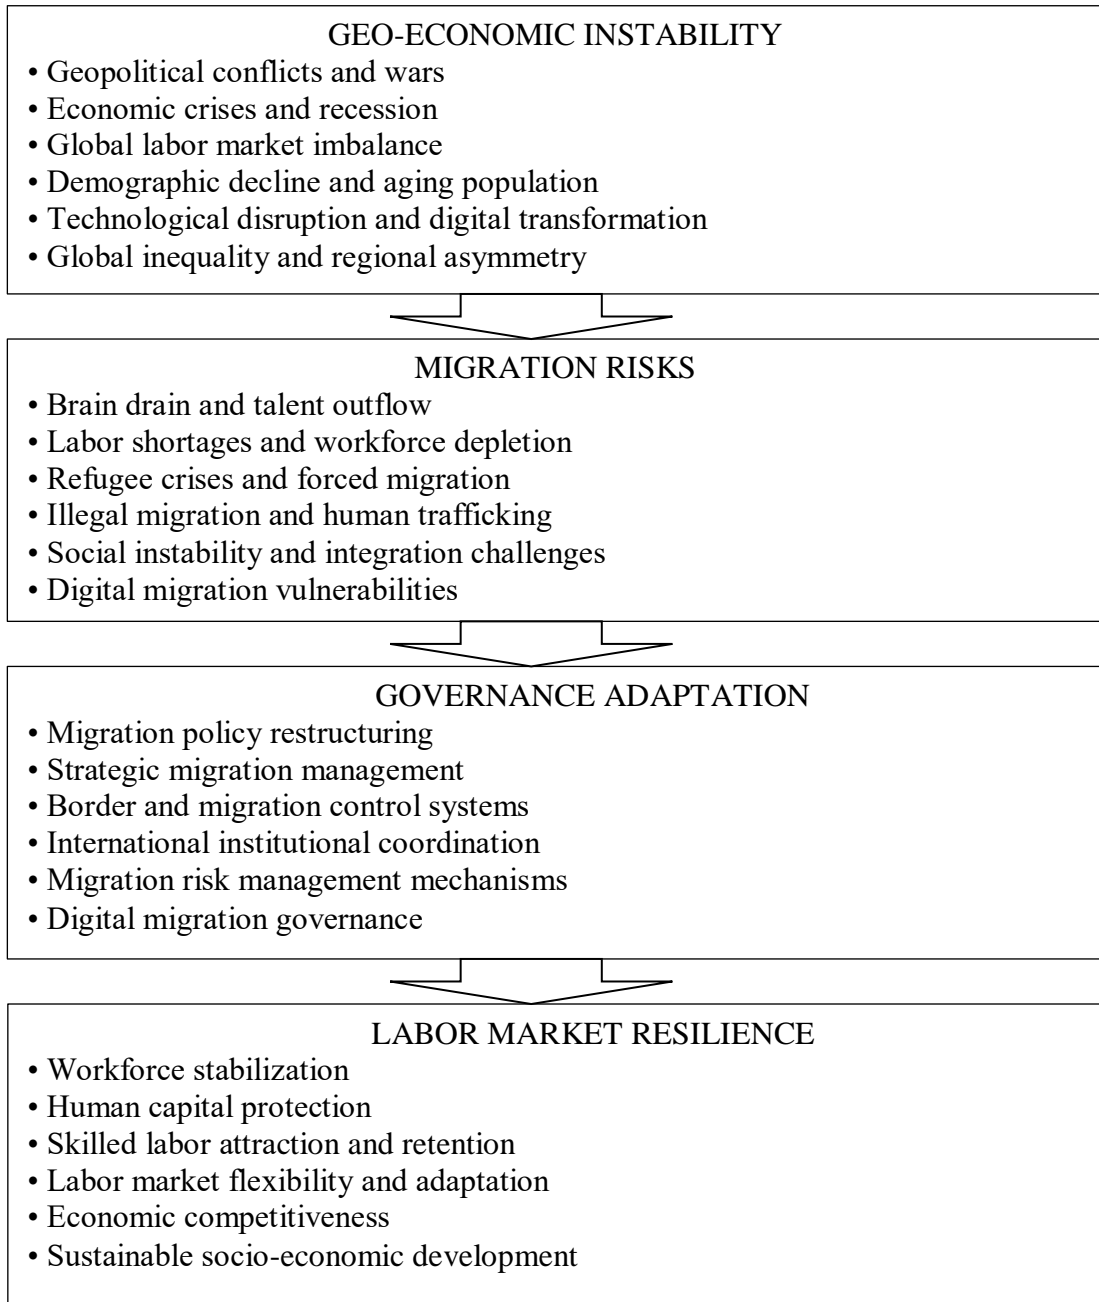 GEO-ECONOMIC INSTABILITY
• Geopolitical conflicts and wars
• Economic crises and recession
• Global labor market imbalance
• Demographic decline and aging population
• Technological disruption and digital transformation
• Global inequality and regional asymmetry
MIGRATION RISKS
• Brain drain and talent outflow
• Labor shortages and workforce depletion
• Refugee crises and forced migration
• Illegal migration and human trafficking
• Social instability and integration challenges
• Digital migration vulnerabilities
GOVERNANCE ADAPTATION
• Migration policy restructuring
• Strategic migration management
• Border and migration control systems
• International institutional coordination
• Migration risk management mechanisms
• Digital migration governance
LABOR MARKET RESILIENCE
• Workforce stabilization
• Human capital protection
• Skilled labor attraction and retention
• Labor market flexibility and adaptation
• Economic competitiveness
• Sustainable socio-economic development